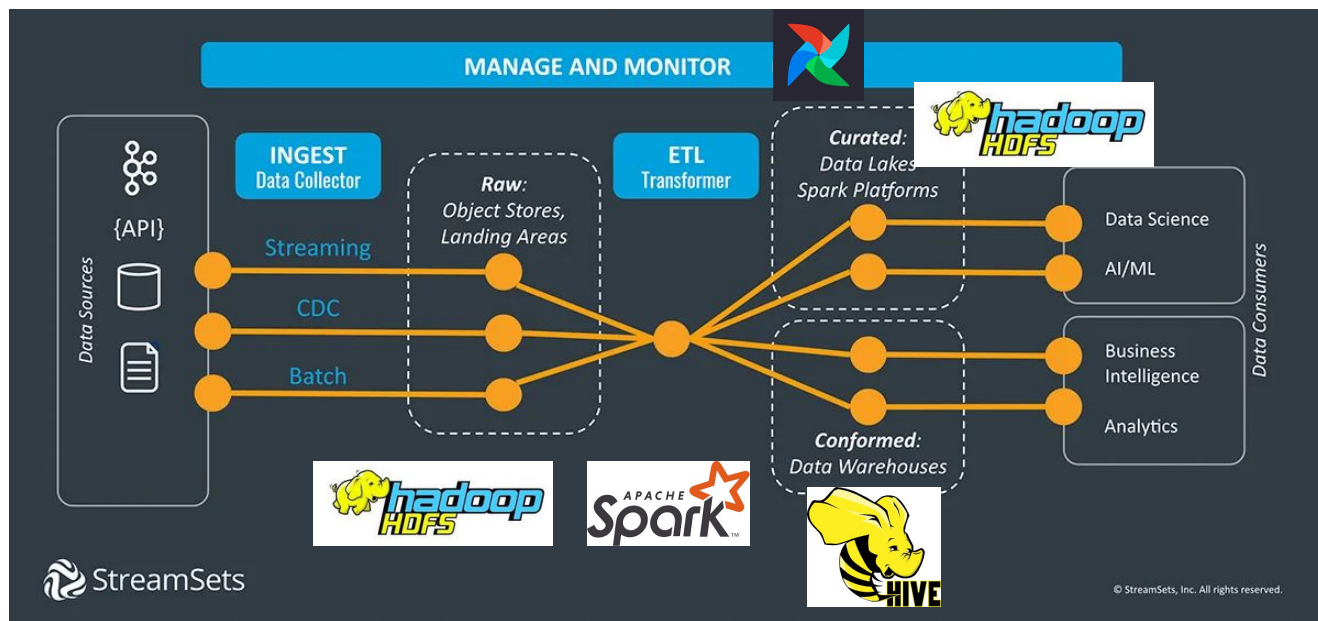 MANAGE AND MONITOR
Data Sources
{API}
INGEST
Data Collector
Streaming
CDC
Batch
Raw:
Object Stores,
Landing Areas
ETL
Transformer
Curated:
Data Lakes
Spark Platforms
hadoop
HDFS
Conformed:
Data Warehouses
Data Science
AI/ML
Business
Intelligence
Analytics
Data Consumers
hadoop
HDFS
APACHE
Spark™
HIVE
StreamSets
© StreamSets, Inc. All rights reserved.